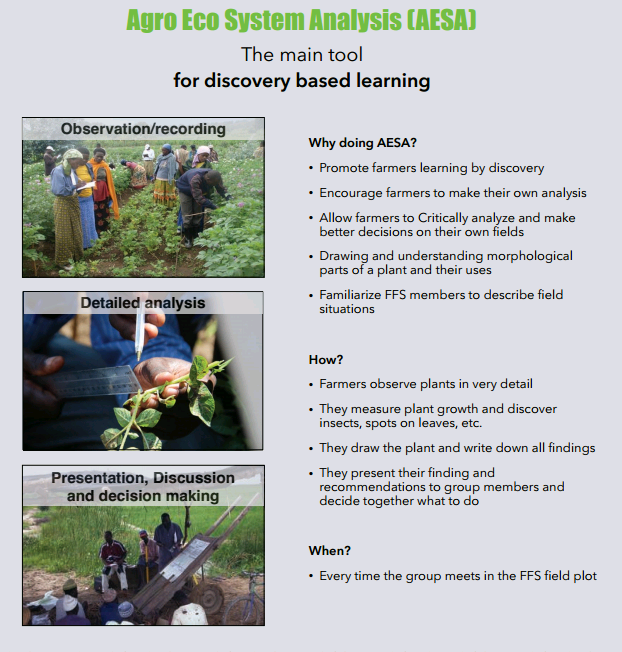 Agro Eco System Analysis (AESA)
The main tool
for discovery based learning
Observation/recording
Detailed analysis
Presentation, Discussion
and decision making
Why doing AESA?
• Promote farmers learning by discovery
• Encourage farmers to make their own analysis
• Allow farmers to Critically analyze and make
better decisions on their own fields
• Drawing and understanding morphological
parts of a plant and their uses
• Familiarize FFS members to describe field
situations
How?
• Farmers observe plants in very detail
• They measure plant growth and discover
insects, spots on leaves, etc.
• They draw the plant and write down all findings
• They present their finding and
recommendations to group members and
decide together what to do
When?
• Every time the group meets in the FFS field plot